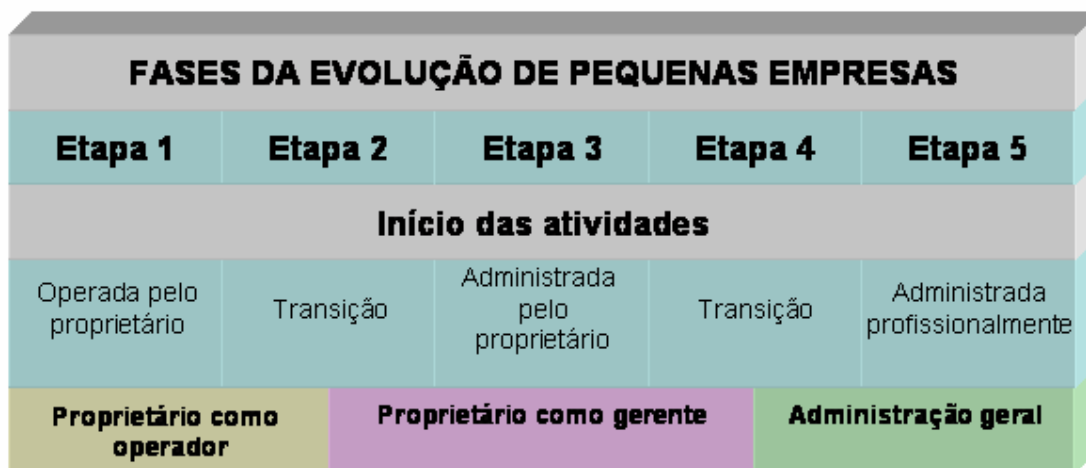 FASES DA EVOLUÇÃO DE PEQUENAS EMPRESAS
Etapa 1 Etapa 2 Etapa 3 Etapa 4 Etapa 5
Início das atividades
Operada pelo
proprietário
Transição
Administrada
pelo
proprietário
Transição
Administrada
profissionalmente
Proprietário como
operador
Proprietário como gerente
Administração geral